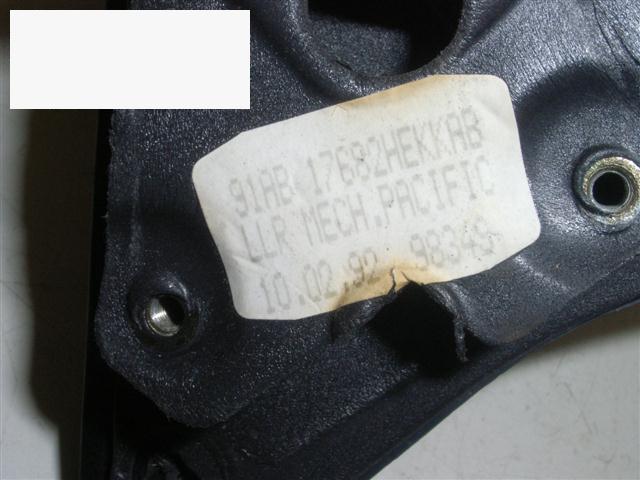 91AB 17682HEKKAB
LLR MECH.PACIFIC
10.02.92 98349